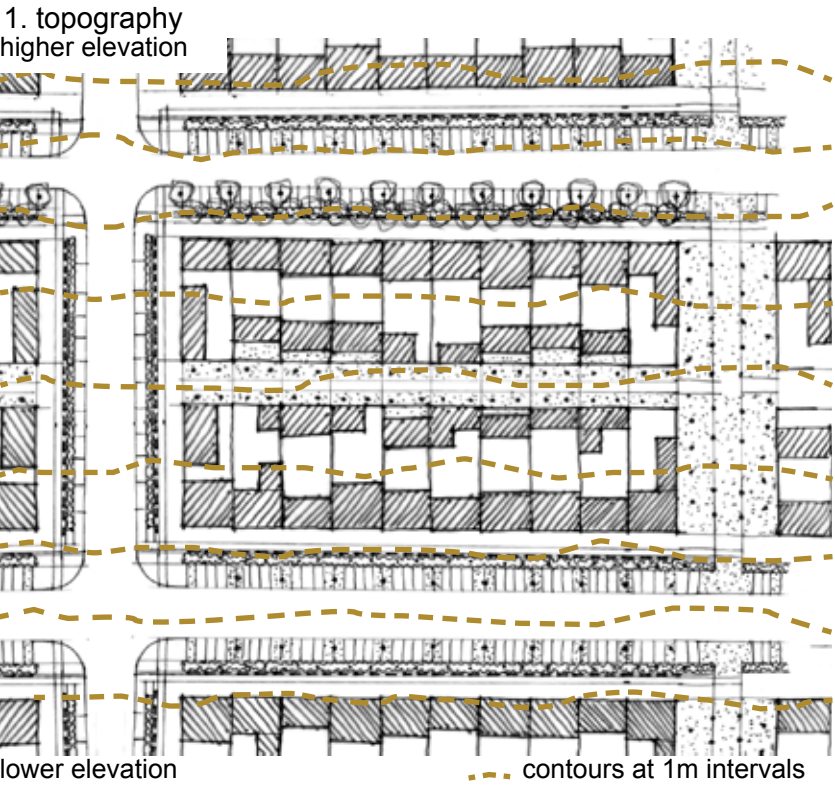 1. topography
higher elevation
lower elevation
contours at 1m intervals